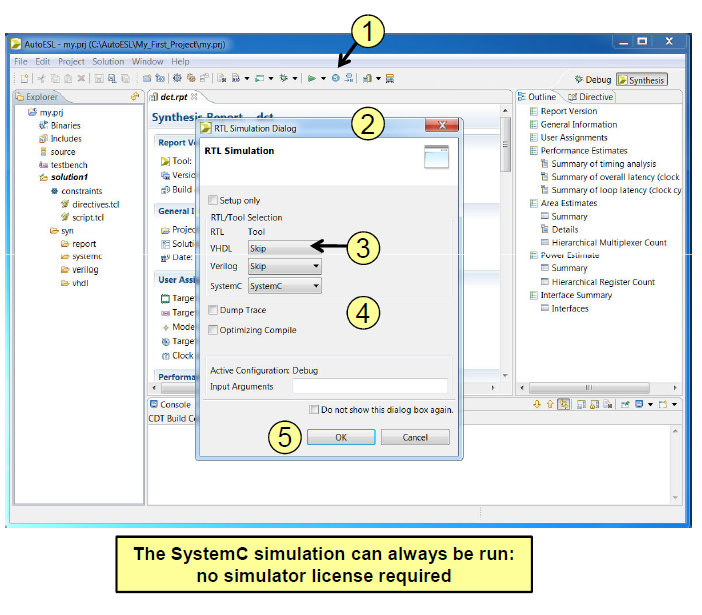 1
AutoESL - my.prj (C:\AutoESL\My_First_Project\my.prj)
File Edit Project Solution Window Help
Debug Synthesis
Explorer
my.prj
Binaries
Includes
source
testbench
solution1
constraints
directives.tcl
script.tcl
syn
report
systemc
verilog
vhdl
dct.rpt
Synthesis Report
dct
Report Ve
Tool:
Versio
Build
General I
Projec
Soluti
Date:
User Assi
Target
Target
Mode
Target
Clock
Performa
2
RTL Simulation Dialog
RTL Simulation
Setup only
RTL/Tool Selection
RTL Tool
VHDL Skip
3
Verilog Skip
SystemC SystemC
4
Dump Trace
Optimizing Compile
Active Configuration: Debug
Input Arguments
Do not show this dialog box again.
5
OK Cancel
Outline Directive
Report Version
General Information
User Assignments
Performance Estimates
Summary of timing analysis
Summary of overall latency (clock
Summary of loop latency (clock cy
Area Estimates
Summary
Details
Hierarchical Multiplexer Count
Power Estimate
Summary
Hierarchical Register Count
Interface Summary
Interfaces
Console
CDT Build Co
The SystemC simulation can always be run:
no simulator license required